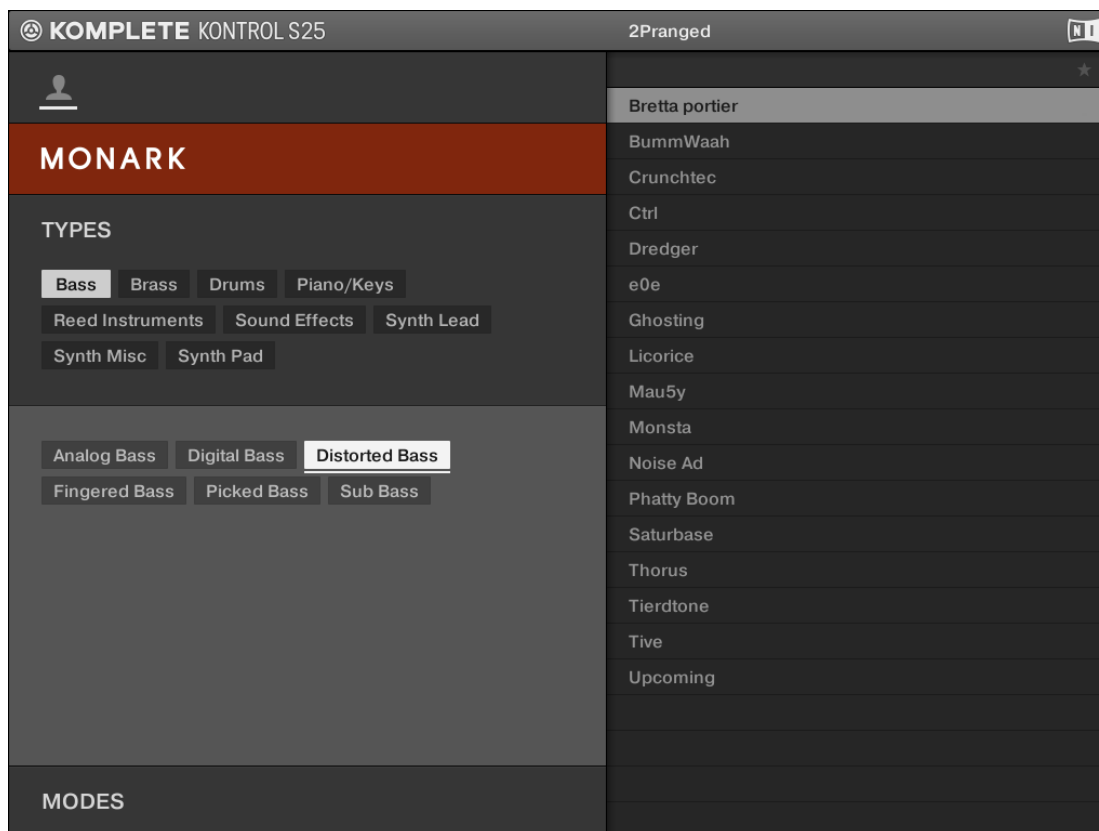 KOMPLETE KONTROL S25
2Pranged
NI
MONARK
TYPES
Bass Brass Drums Piano/Keys
Reed Instruments Sound Effects Synth Lead
Synth Misc Synth Pad
Analog Bass Digital Bass Distorted Bass
Fingered Bass Picked Bass Sub Bass
MODES
Bretta portier
BummWaah
Crunchtec
Ctrl
Dredger
e0e
Ghosting
Licorice
Mau5y
Monsta
Noise Ad
Phatty Boom
Saturbase
Thorus
Tierdtone
Tive
Upcoming